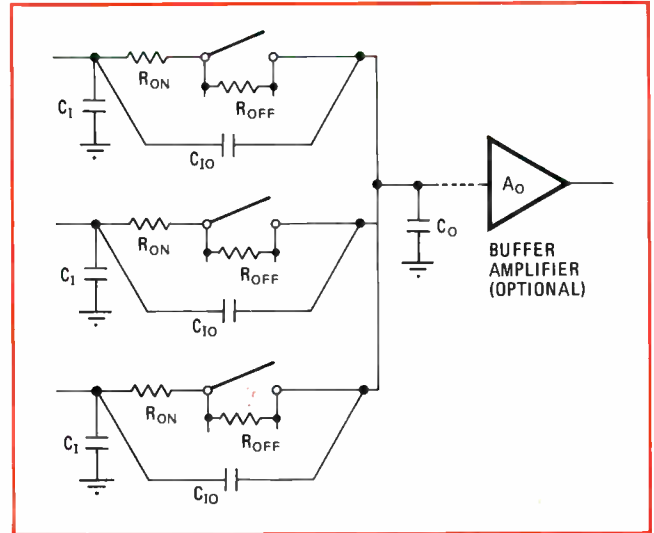 RON
ROFF
CI
CIO
RON
ROFF
CI
CIO
AO
CO
BUFFER
AMPLIFIER
(OPTIONAL)
RON
ROFF
CI
CIO